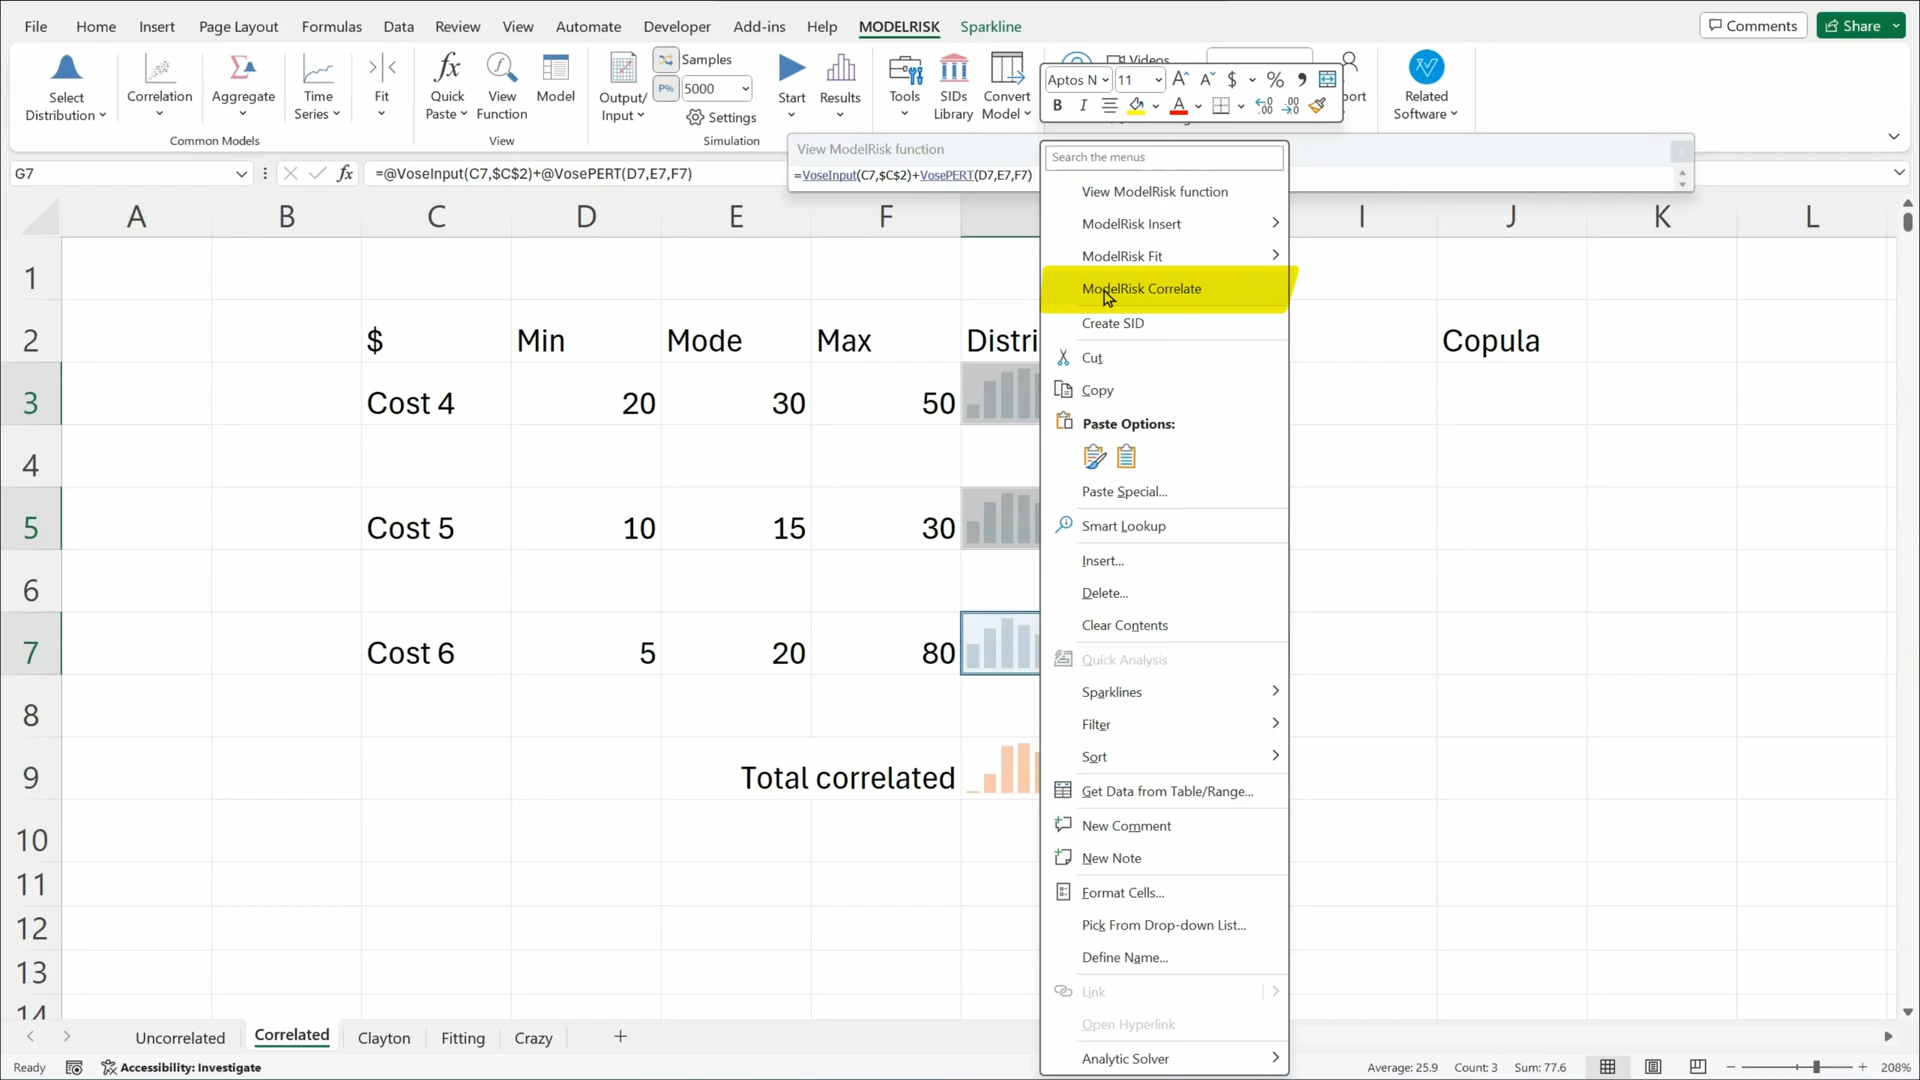 File Home Insert Page Layout Formulas Data Review View Automate Developer Add-ins Help MODELRISK Sparkline Comments Share
Select Distribution
Correlation
Aggregate
Time Series
Fit
Common Models
Quick Paste
View Function
Model
View
Output/ Input
Samples
P% 5000
Settings
Simulation
Start
Results
Tools
SIDs Library
Convert Model
Videos
Related Software
Aptos N 11 $ %
B I A
G7 fx =@VoseInput(C7,$C$2)+@VosePERT(D7,E7,F7)
View ModelRisk function
=VoseInput(C7,$C$2)+VosePERT(D7,E7,F7)
A B C D E F I J K L
1
2 $ Min Mode Max Distri Copula
3 Cost 4 20 30 50
4
5 Cost 5 10 15 30
6
7 Cost 6 5 20 80
8
9 Total correlated
10
11
12
13
14
Search the menus
View ModelRisk function
ModelRisk Insert
ModelRisk Fit
ModelRisk Correlate
Create SID
Cut
Copy
Paste Options:
Paste Special...
Smart Lookup
Insert...
Delete...
Clear Contents
Quick Analysis
Sparklines
Filter
Sort
Get Data from Table/Range...
New Comment
New Note
Format Cells...
Pick From Drop-down List...
Define Name...
Link
Open Hyperlink
Analytic Solver
Uncorrelated Correlated Clayton Fitting Crazy
Ready Accessibility: Investigate Average: 25.9 Count: 3 Sum: 77.6 208%